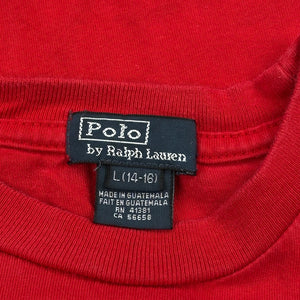 Polo
by Ralph Lauren
L (14-16)
MADE IN GUATEMALA
FAIT EN GUATEMALA
RN 41381
CA 56658